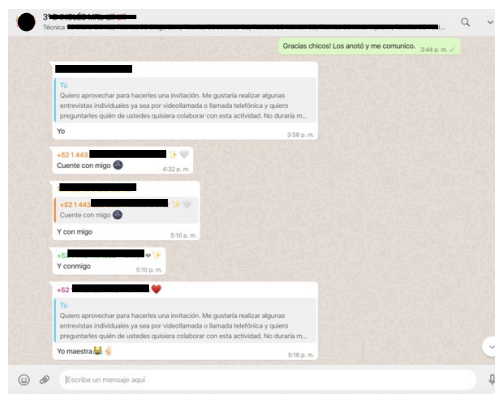 Técnica
Gracias chicos! Los anotó y me comunico.
3:44 p. m.
Tú
Quiero aprovechar para hacerles una invitación. Me gustaría realizar algunas
entrevistas individuales ya sea por videollamada o llamada telefónica y quiero
preguntarles quién de ustedes quisiera colaborar con esta actividad. No duraría m...
Yo
3:58 p. m.
+52 1 443
Cuente con migo 🌚
4:32 p. m.
+52 1 443
Cuente con migo 🌚
Y con migo
5:10 p. m.
Y conmigo
5:10 p. m.
+52
Tú
Quiero aprovechar para hacerles una invitación. Me gustaría realizar algunas
entrevistas individuales ya sea por videollamada o llamada telefónica y quiero
preguntarles quién de ustedes quisiera colaborar con esta actividad. No duraría m...
Yo maestra
5:16 p. m.
Escribe un mensaje aquí